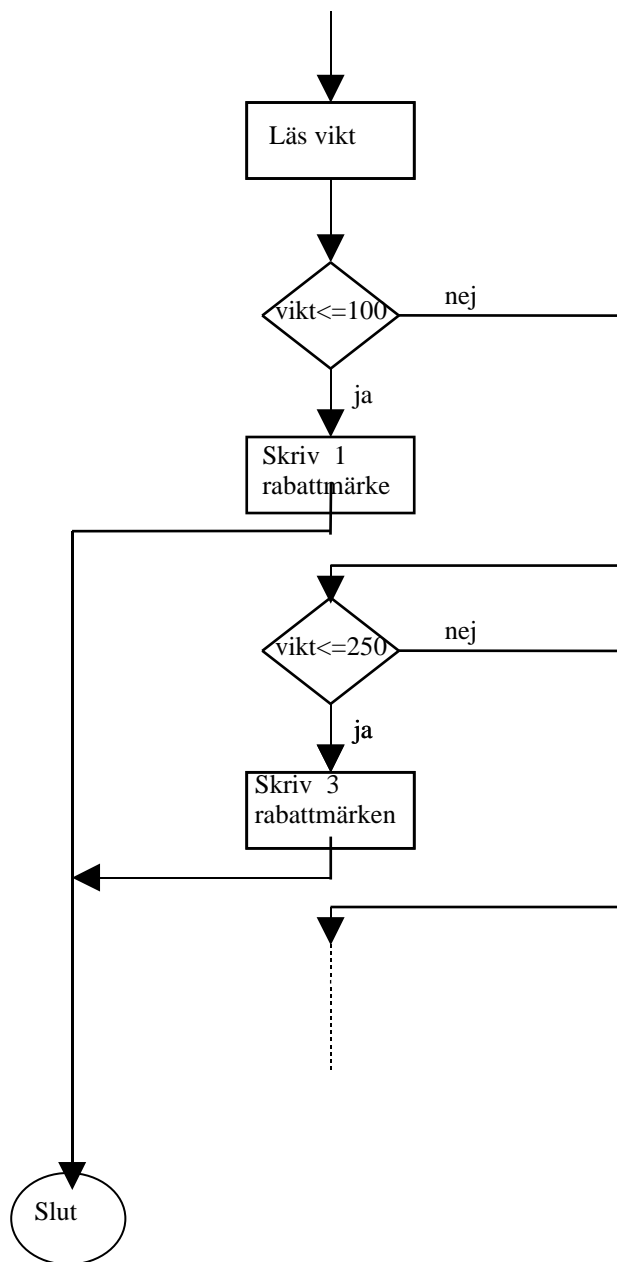 Läs vikt
vikt<=100
nej
ja
Skriv 1
rabattmärke
vikt<=250
nej
ja
Skriv 3
rabattmärken
Slut